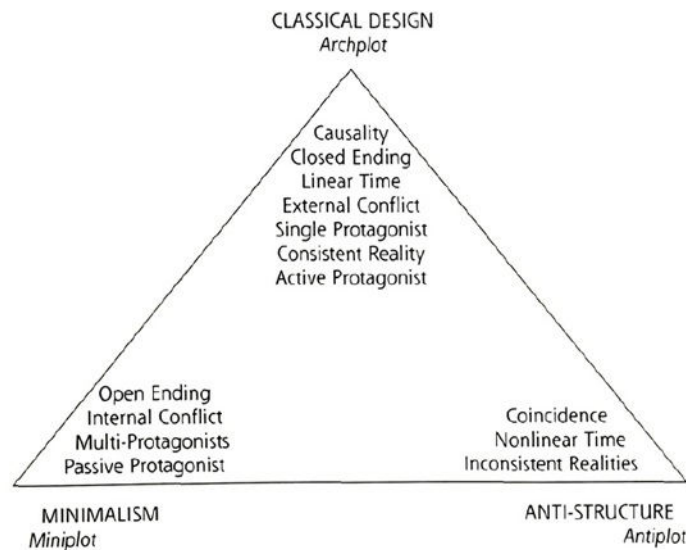 CLASSICAL DESIGN
Archplot
Causality
Closed Ending
Linear Time
External Conflict
Single Protagonist
Consistent Reality
Active Protagonist
Open Ending
Internal Conflict
Multi-Protagonists
Passive Protagonist
Coincidence
Nonlinear Time
Inconsistent Realities
MINIMALISM
Miniplot
ANTI-STRUCTURE
Antiplot